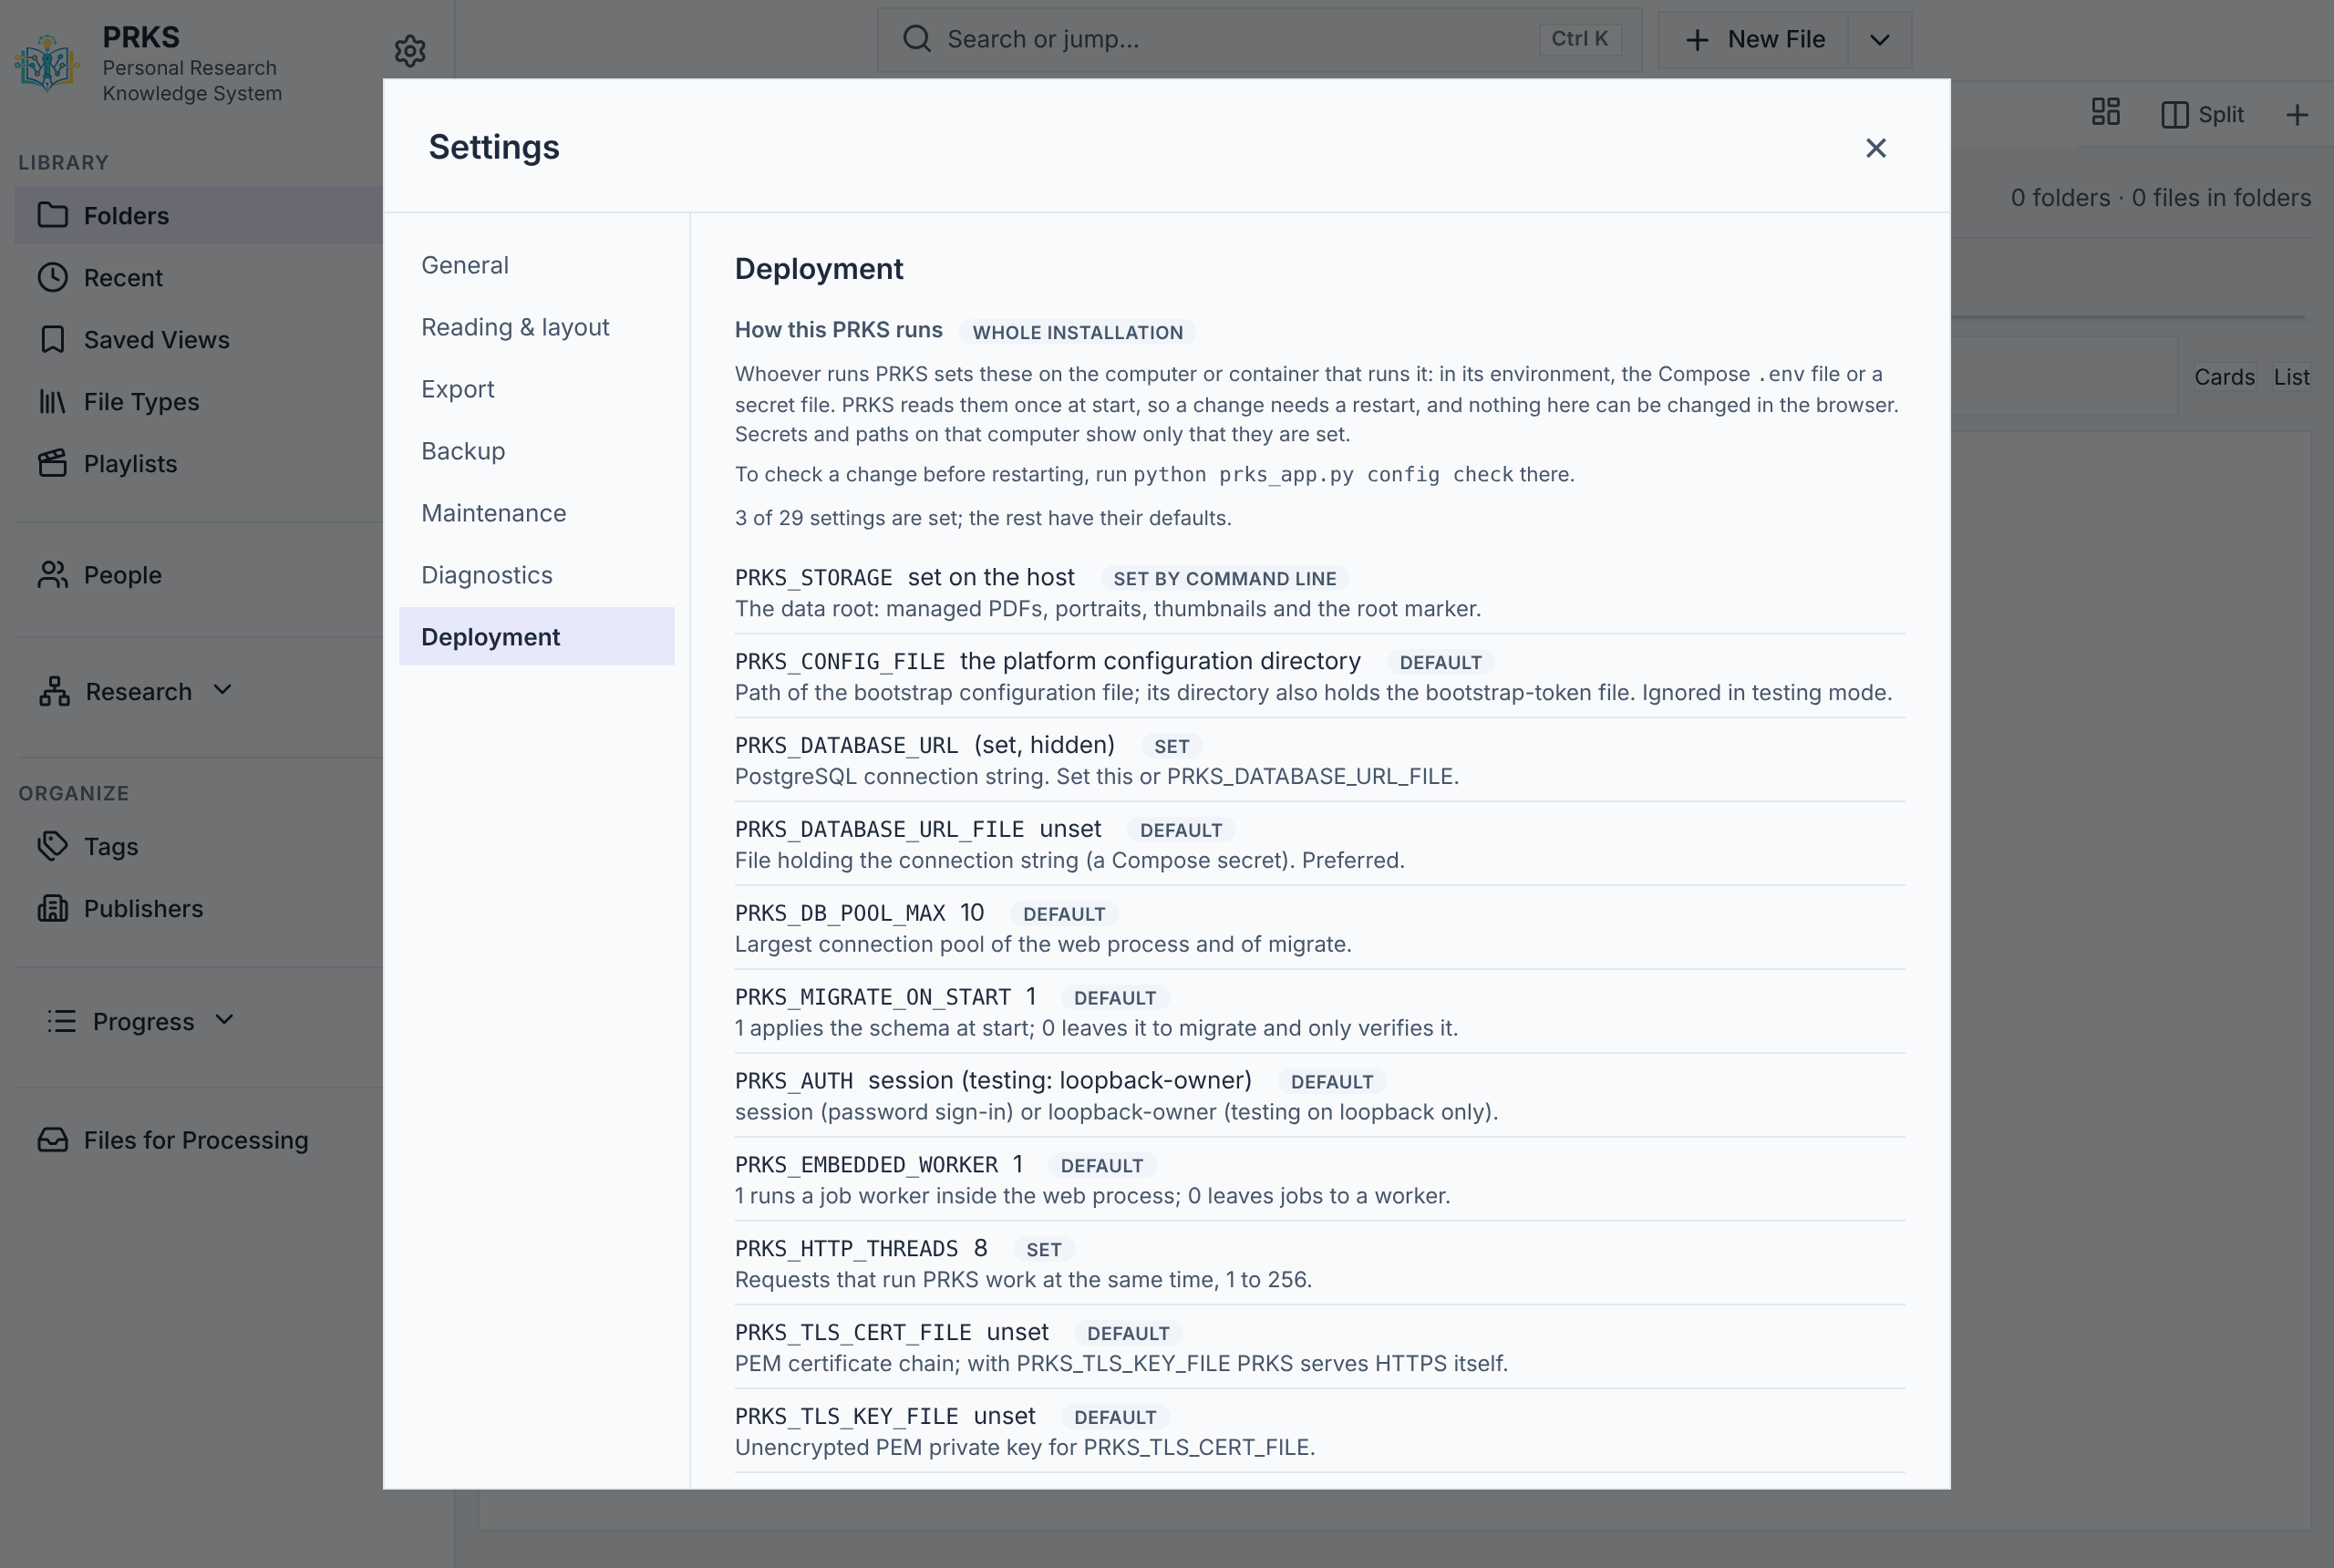 PRKS
Personal Research
Knowledge System
Search or jump...
Ctrl K
New File
Split
LIBRARY
Folders
Recent
Saved Views
File Types
Playlists
People
Research
ORGANIZE
Tags
Publishers
Progress
Files for Processing
0 folders · 0 files in folders
Cards List
Settings
General
Reading & layout
Export
Backup
Maintenance
Diagnostics
Deployment
Deployment
How this PRKS runs WHOLE INSTALLATION
Whoever runs PRKS sets these on the computer or container that runs it: in its environment, the Compose .env file or a
secret file. PRKS reads them once at start, so a change needs a restart, and nothing here can be changed in the browser.
Secrets and paths on that computer show only that they are set.
To check a change before restarting, run python prks_app.py config check there.
3 of 29 settings are set; the rest have their defaults.
PRKS_STORAGE set on the host SET BY COMMAND LINE
The data root: managed PDFs, portraits, thumbnails and the root marker.
PRKS_CONFIG_FILE the platform configuration directory DEFAULT
Path of the bootstrap configuration file; its directory also holds the bootstrap-token file. Ignored in testing mode.
PRKS_DATABASE_URL (set, hidden) SET
PostgreSQL connection string. Set this or PRKS_DATABASE_URL_FILE.
PRKS_DATABASE_URL_FILE unset DEFAULT
File holding the connection string (a Compose secret). Preferred.
PRKS_DB_POOL_MAX 10 DEFAULT
Largest connection pool of the web process and of migrate.
PRKS_MIGRATE_ON_START 1 DEFAULT
1 applies the schema at start; 0 leaves it to migrate and only verifies it.
PRKS_AUTH session (testing: loopback-owner) DEFAULT
session (password sign-in) or loopback-owner (testing on loopback only).
PRKS_EMBEDDED_WORKER 1 DEFAULT
1 runs a job worker inside the web process; 0 leaves jobs to a worker.
PRKS_HTTP_THREADS 8 SET
Requests that run PRKS work at the same time, 1 to 256.
PRKS_TLS_CERT_FILE unset DEFAULT
PEM certificate chain; with PRKS_TLS_KEY_FILE PRKS serves HTTPS itself.
PRKS_TLS_KEY_FILE unset DEFAULT
Unencrypted PEM private key for PRKS_TLS_CERT_FILE.